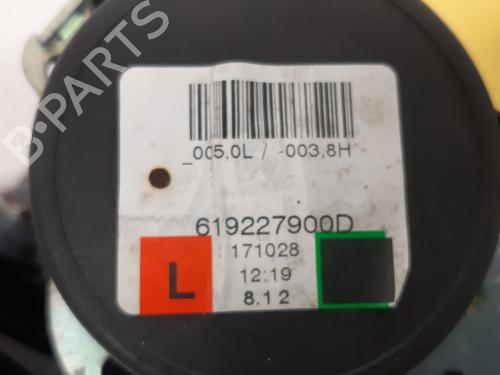 _005,0L / -003,8H
619227900D
171028
12:19
8.12
L
B-PARTS